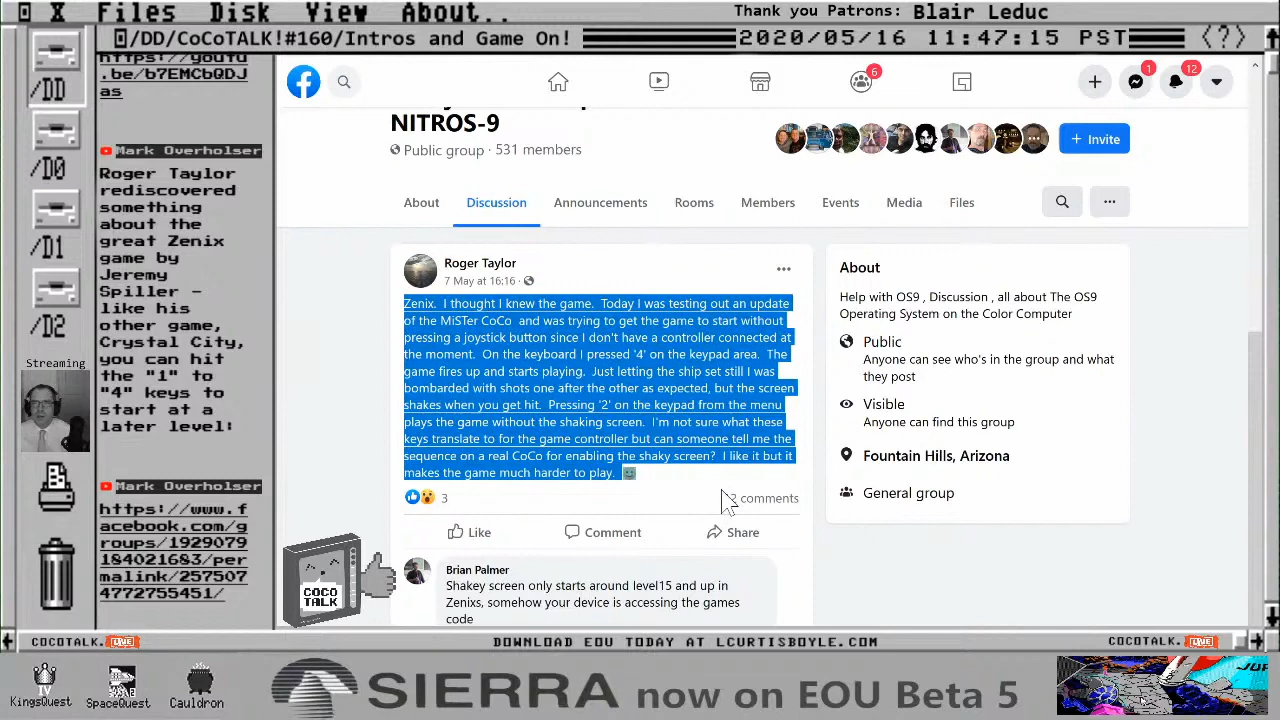 X Files Disk View About..
Thank you Patrons: Blair Leduc
/DD/CoCoTALK!#160/Intros and Game On!
2020/05/16 11:47:15 PST
<?>
/DD
/D0
/D1
/D2
Streaming
https://youtu
.be/b7EMCbQDJ
as
Mark Overholser
Roger Taylor
rediscovered
something
about the
great Zenix
game by
Jeremy
Spiller -
like his
other game,
Crystal City,
you can hit
the "1" to
"4" keys to
start at a
later level:
Mark Overholser
https://www.f
acebook.com/g
roups/1929079
184021683/per
malink/257507
4772755451/
6
1
12
NITROS-9
Public group · 531 members
+ Invite
About
Discussion
Announcements
Rooms
Members
Events
Media
Files
Roger Taylor
7 May at 16:16 ·
Zenix. I thought I knew the game. Today I was testing out an update
of the MiSTer CoCo and was trying to get the game to start without
pressing a joystick button since I don't have a controller connected at
the moment. On the keyboard I pressed '4' on the keypad area. The
game fires up and starts playing. Just letting the ship set still I was
bombarded with shots one after the other as expected, but the screen
shakes when you get hit. Pressing '2' on the keypad from the menu
plays the game without the shaking screen. I'm not sure what these
keys translate to for the game controller but can someone tell me the
sequence on a real CoCo for enabling the shaky screen? I like it but it
makes the game much harder to play.
3
comments
Like
Comment
Share
Brian Palmer
Shakey screen only starts around level15 and up in
Zenixs, somehow your device is accessing the games
code
About
Help with OS9 , Discussion , all about The OS9
Operating System on the Color Computer
Public
Anyone can see who's in the group and what
they post
Visible
Anyone can find this group
Fountain Hills, Arizona
General group
COCO
TALK
COCOTALK.LIVE
DOWNLOAD EOU TODAY AT LCURTISBOYLE.COM
COCOTALK.LIVE
IV
KingsQuest
SpaceQuest
Cauldron
SIERRA now on EOU Beta 5